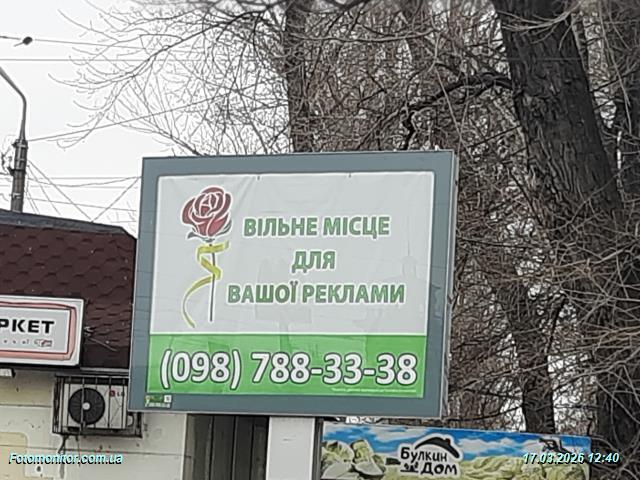 ВІЛЬНЕ МІСЦЕ
ДЛЯ
ВАШОЇ РЕКЛАМИ
(098) 788-33-38
РКЕТ
LG
Булкин
ДОМ
Fotomonitor.com.ua
17.03.2026 12:40